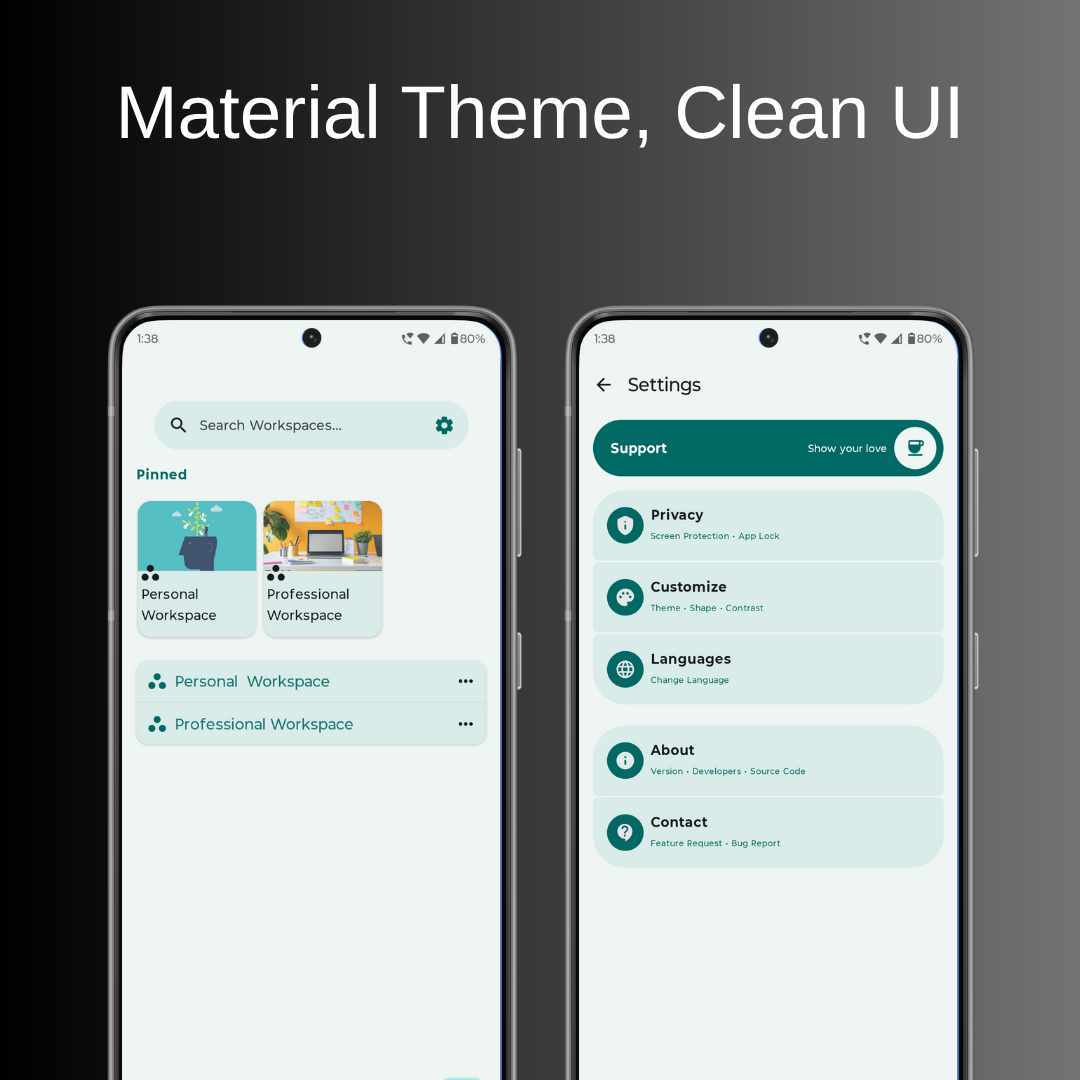 Material Theme, Clean UI
1:38
80%
Search Workspaces...
Pinned
Personal
Workspace
Professional
Workspace
Personal  Workspace
Professional Workspace
1:38
80%
Settings
Support
Show your love
Privacy
Screen Protection • App Lock
Customize
Theme • Shape • Contrast
Languages
Change Language
About
Version • Developers • Source Code
Contact
Feature Request • Bug Report